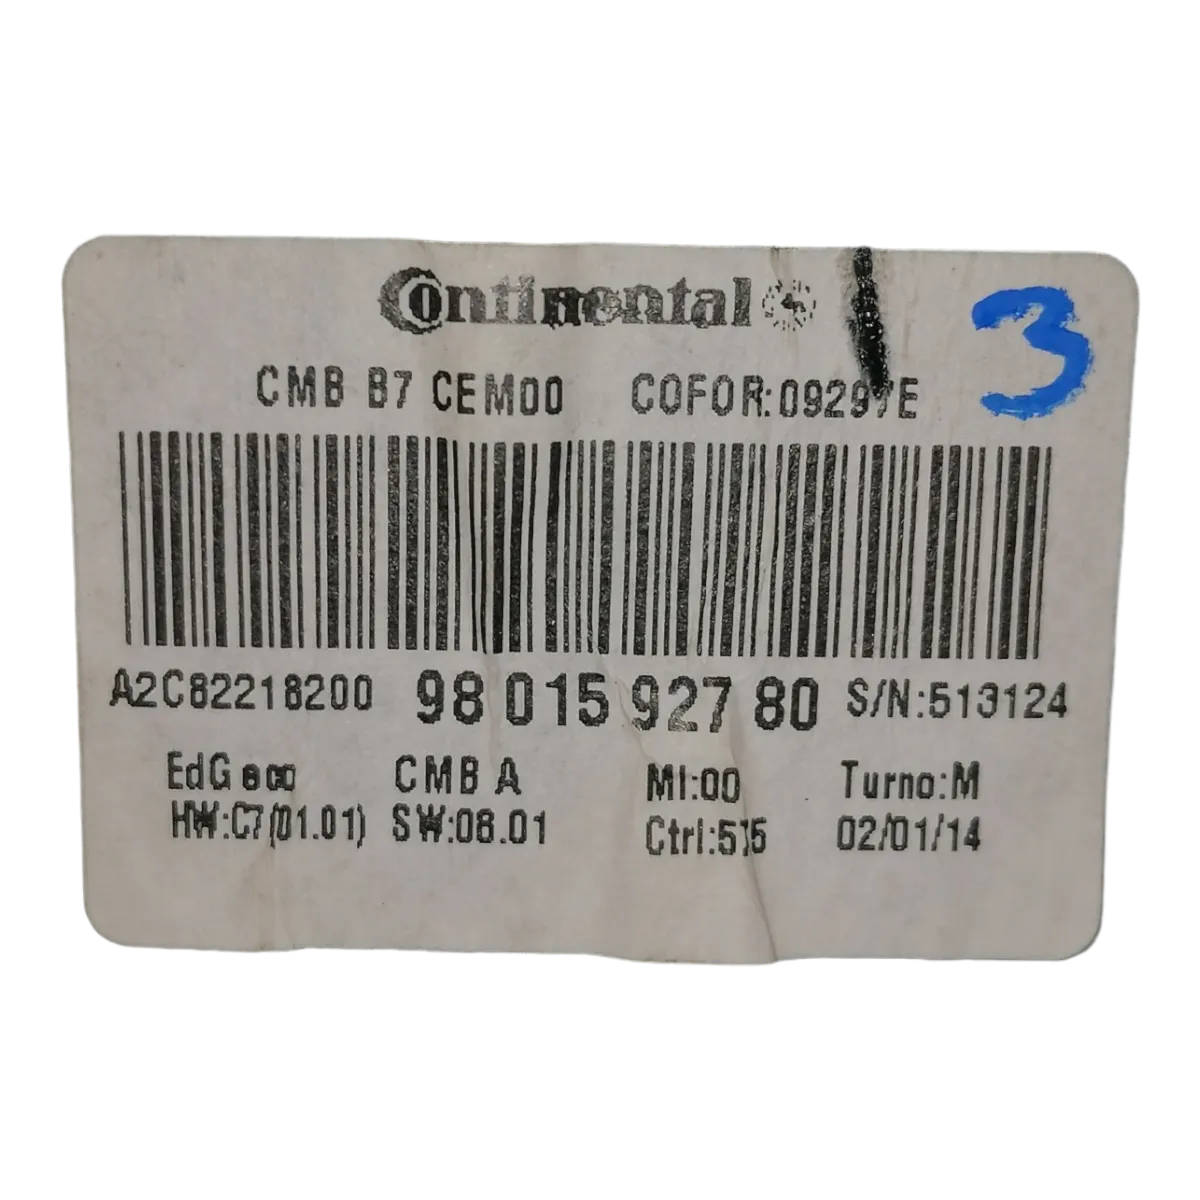 Continental
3
CMB B7 CEM00 COFOR:09297E
A2C82218200 98 015 927 80 S/N:513124
EdG eco CMB A MI:00 Turno:M
HW:C7(01.01) SW:08.01 Ctrl:575 02/01/14